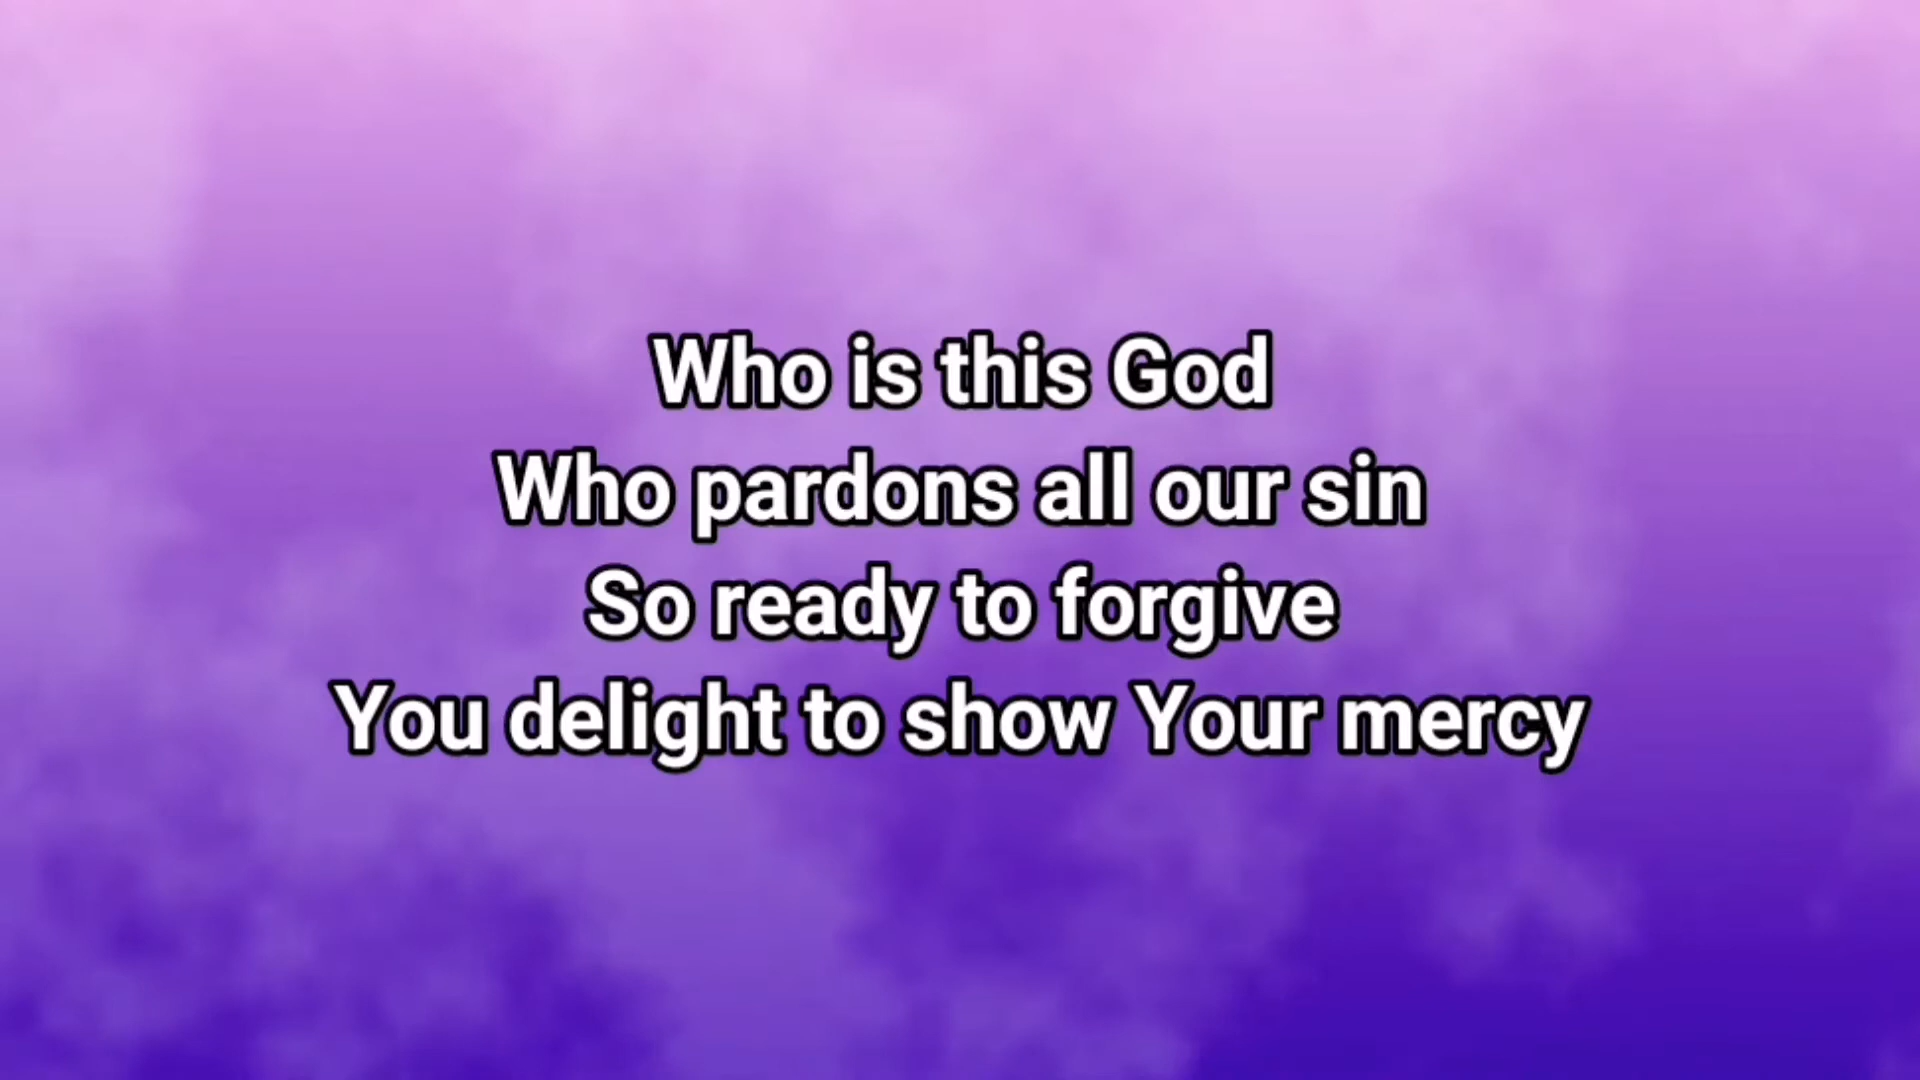 Who is this God
Who pardons all our sin
So ready to forgive
You delight to show Your mercy